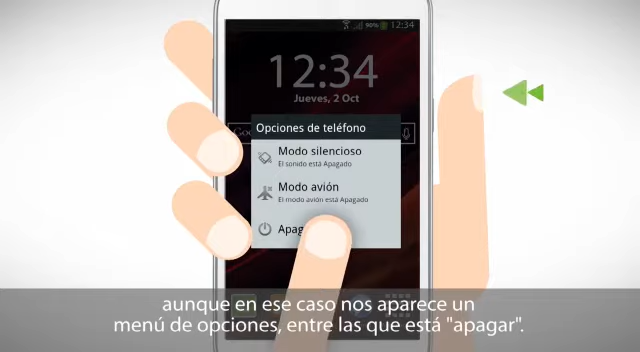 90% 12:34
12:34
Jueves, 2 Oct
Goo
Opciones de teléfono
Modo silencioso
El sonido está Apagado
Modo avión
El modo avión está Apagado
Apag
aunque en ese caso nos aparece un
menú de opciones, entre las que está "apagar".